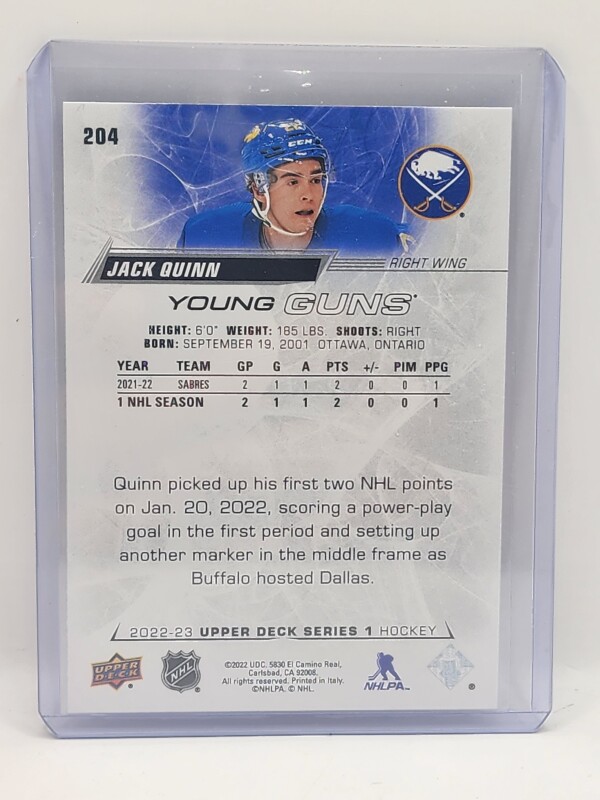 204
CCM
JACK QUINN
RIGHT WING
YOUNG GUNS
HEIGHT: 6'0" WEIGHT: 185 LBS. SHOOTS: RIGHT
BORN: SEPTEMBER 19, 2001 OTTAWA, ONTARIO
YEAR TEAM GP G A PTS +/- PIM PPG
2021-22 SABRES 2 1 1 2 0 0 1
1 NHL SEASON 2 1 1 2 0 0 1
Quinn picked up his first two NHL points
on Jan. 20, 2022, scoring a power-play
goal in the first period and setting up
another marker in the middle frame as
Buffalo hosted Dallas.
2022-23 UPPER DECK SERIES 1 HOCKEY
UPPER DECK
NHL
©2022 UDC. 5830 El Camino Real,
Carlsbad, CA 92008.
All rights reserved. Printed in Italy.
©NHLPA. © NHL.
NHLPA